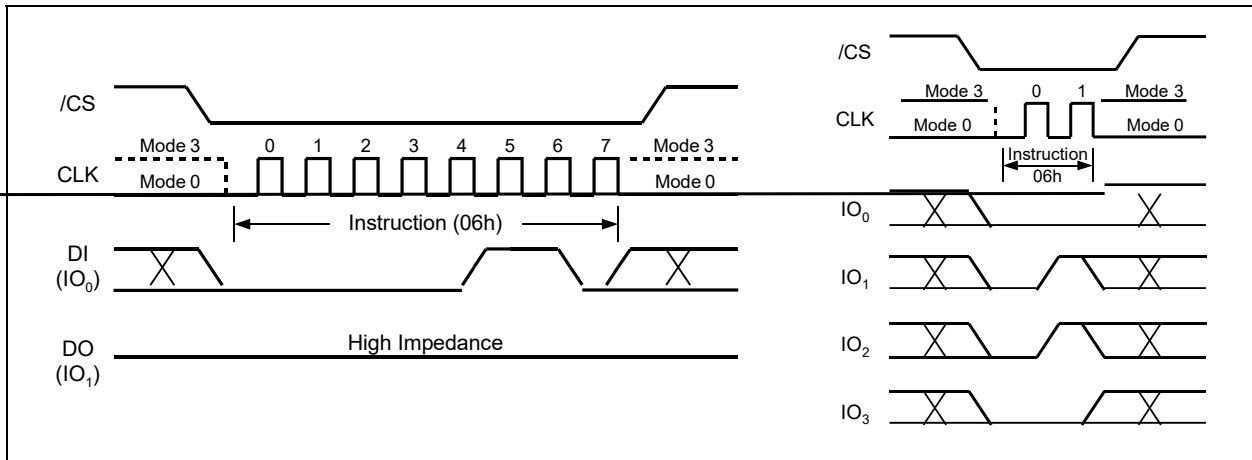 /CS
Mode 3 0 1 2 3 4 5 6 7 Mode 3
CLK
Mode 0 Mode 0
Instruction (06h)
DI
(IO0)
High Impedance
DO
(IO1)
/CS
Mode 3 0 1 Mode 3
CLK
Mode 0 Mode 0
Instruction
06h
IO0
IO1
IO2
IO3